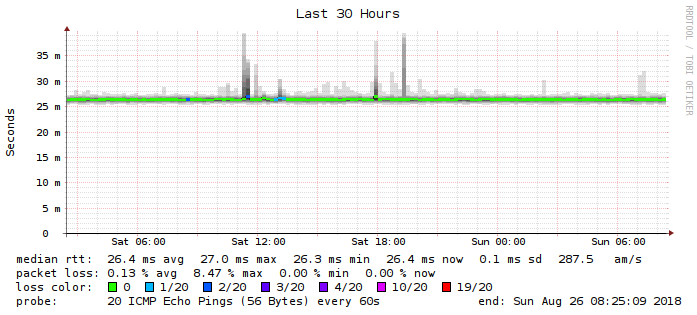 Last 30 Hours
RRDTOOL / TOBI OETIKER
Seconds
35 m
30 m
25 m
20 m
15 m
10 m
5 m
0
Sat 06:00 Sat 12:00 Sat 18:00 Sun 00:00 Sun 06:00
median rtt: 26.4 ms avg 27.0 ms max 26.3 ms min 26.4 ms now 0.1 ms sd 287.5 am/s
packet loss: 0.13 % avg 8.47 % max 0.00 % min 0.00 % now
loss color: 0 1/20 2/20 3/20 4/20 10/20 19/20
probe: 20 ICMP Echo Pings (56 Bytes) every 60s end: Sun Aug 26 08:25:09 2018